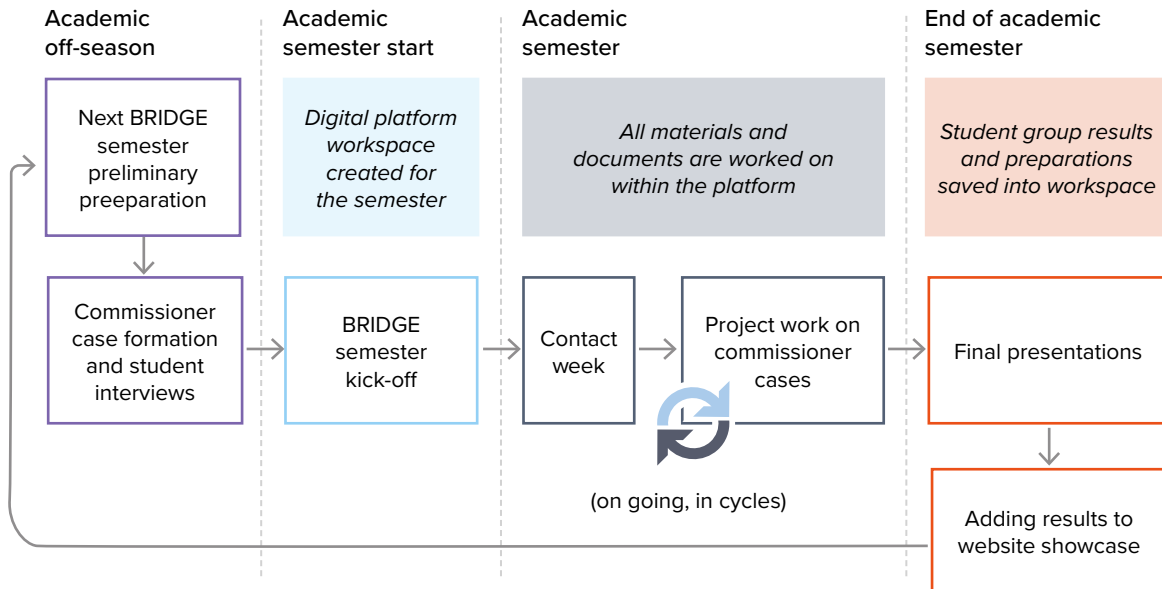 Academic
off-season
Academic
semester start
Academic
semester
End of academic
semester
Next BRIDGE
semester
preliminary
preeparation
Digital platform
workspace
created for
the semester
All materials and
documents are worked on
within the platform
Student group results
and preparations
saved into workspace
Commissioner
case formation
and student
interviews
BRIDGE
semester
kick-off
Contact
week
Project work on
commissioner
cases
Final presentations
(on going, in cycles)
Adding results to
website showcase